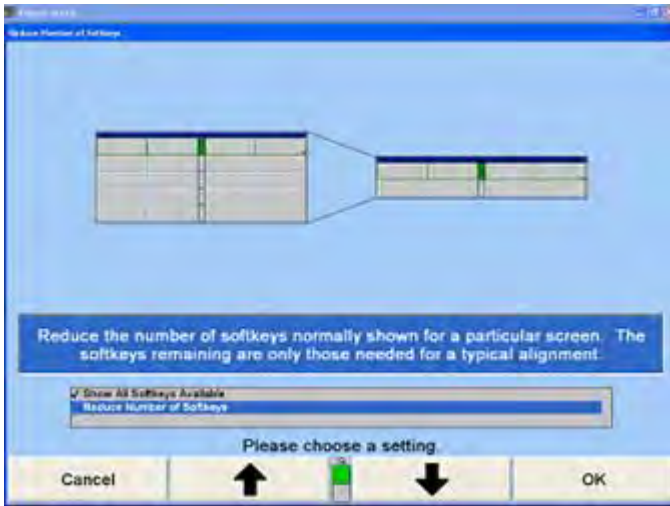 Reduce Number of Softkeys
Reduce the number of softkeys normally shown for a particular screen. The
softkeys remaining are only those needed for a typical alignment.
Show All Softkeys Available
Reduce Number of Softkeys
Please choose a setting.
Cancel
OK